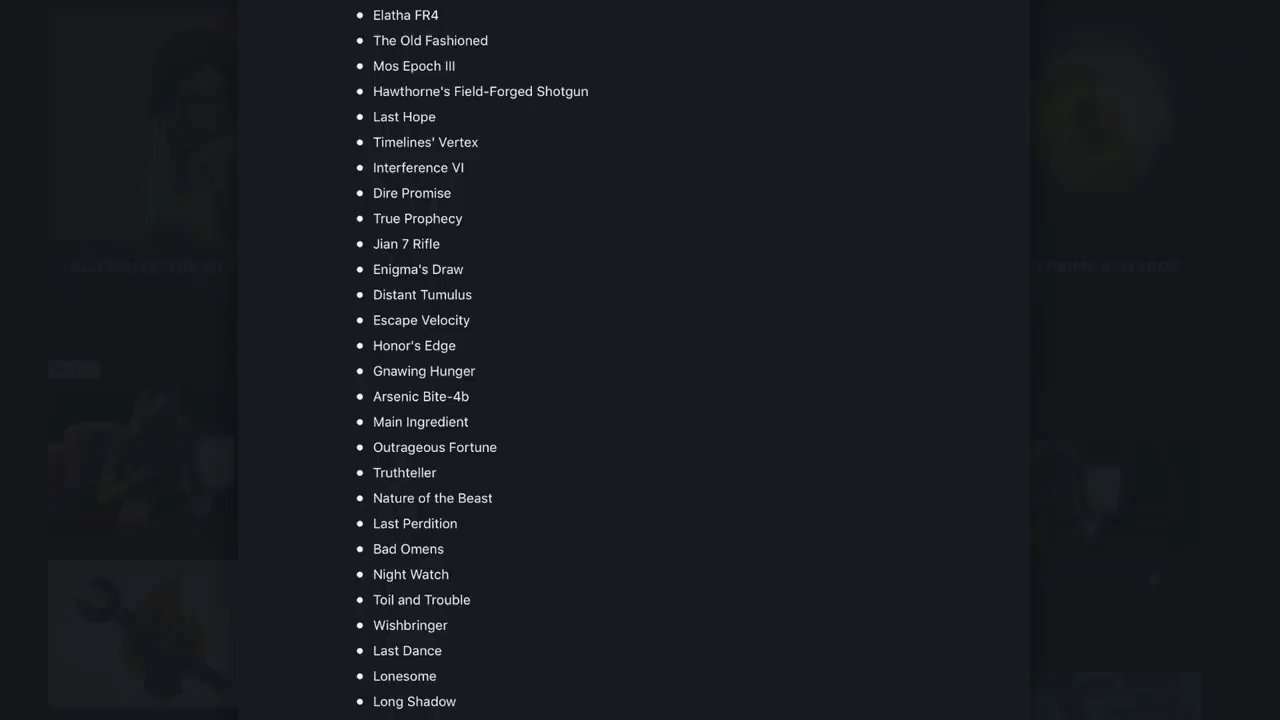 Elatha FR4
The Old Fashioned
Mos Epoch III
Hawthorne's Field-Forged Shotgun
Last Hope
Timelines' Vertex
Interference VI
Dire Promise
True Prophecy
Jian 7 Rifle
Enigma's Draw
Distant Tumulus
Escape Velocity
Honor's Edge
Gnawing Hunger
Arsenic Bite-4b
Main Ingredient
Outrageous Fortune
Truthteller
Nature of the Beast
Last Perdition
Bad Omens
Night Watch
Toil and Trouble
Wishbringer
Last Dance
Lonesome
Long Shadow